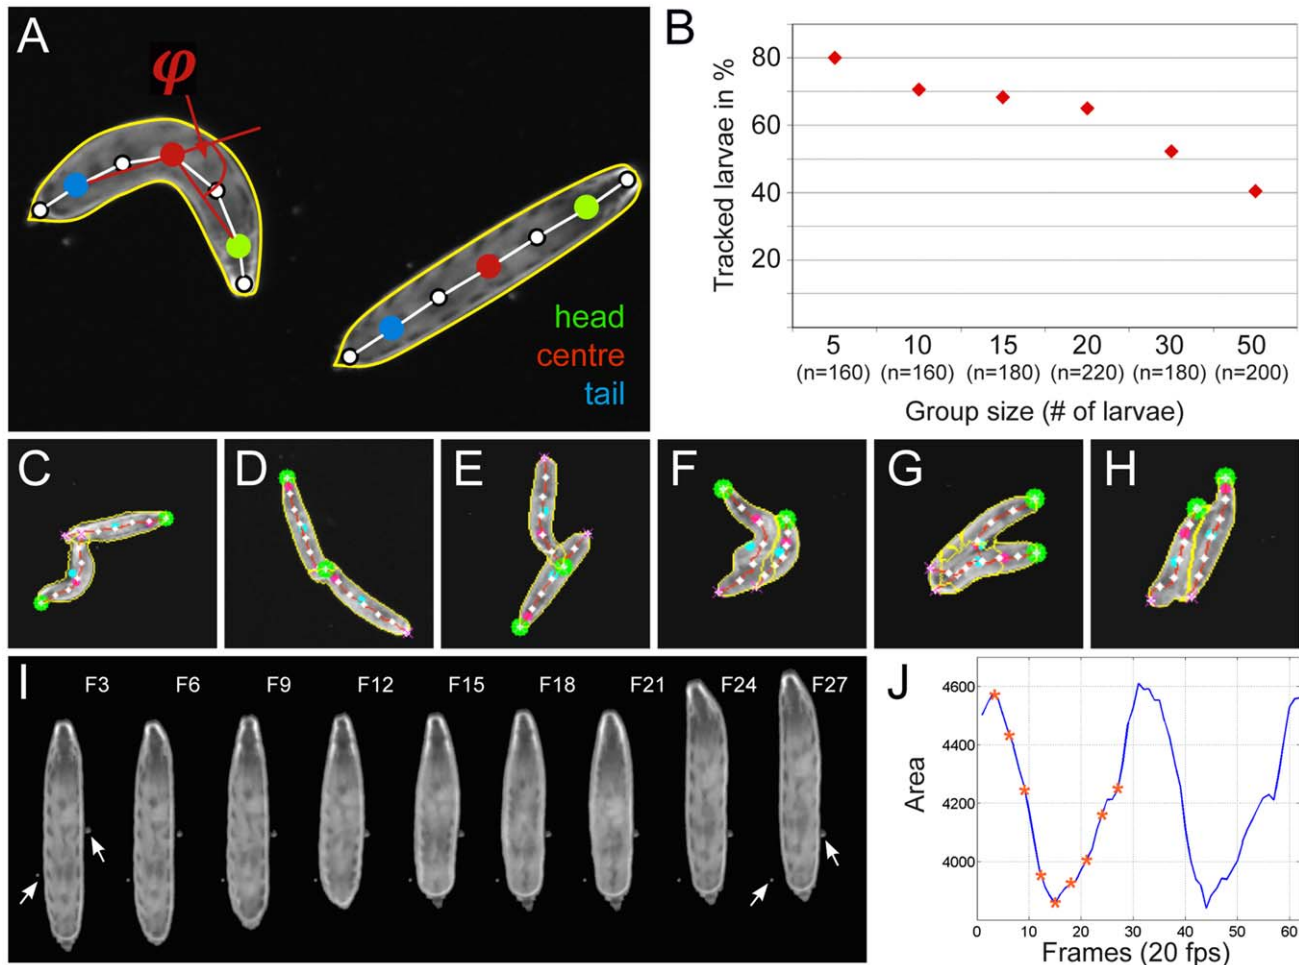 A
φ
head
centre
tail
B
Tracked larvae in %
80
60
40
20
5 10 15 20 30 50
(n=160) (n=160) (n=180) (n=220) (n=180) (n=200)
Group size (# of larvae)
C D E F G H
I F3 F6 F9 F12 F15 F18 F21 F24 F27
J
Area
4600
4400
4200
4000
0 10 20 30 40 50 60
Frames (20 fps)